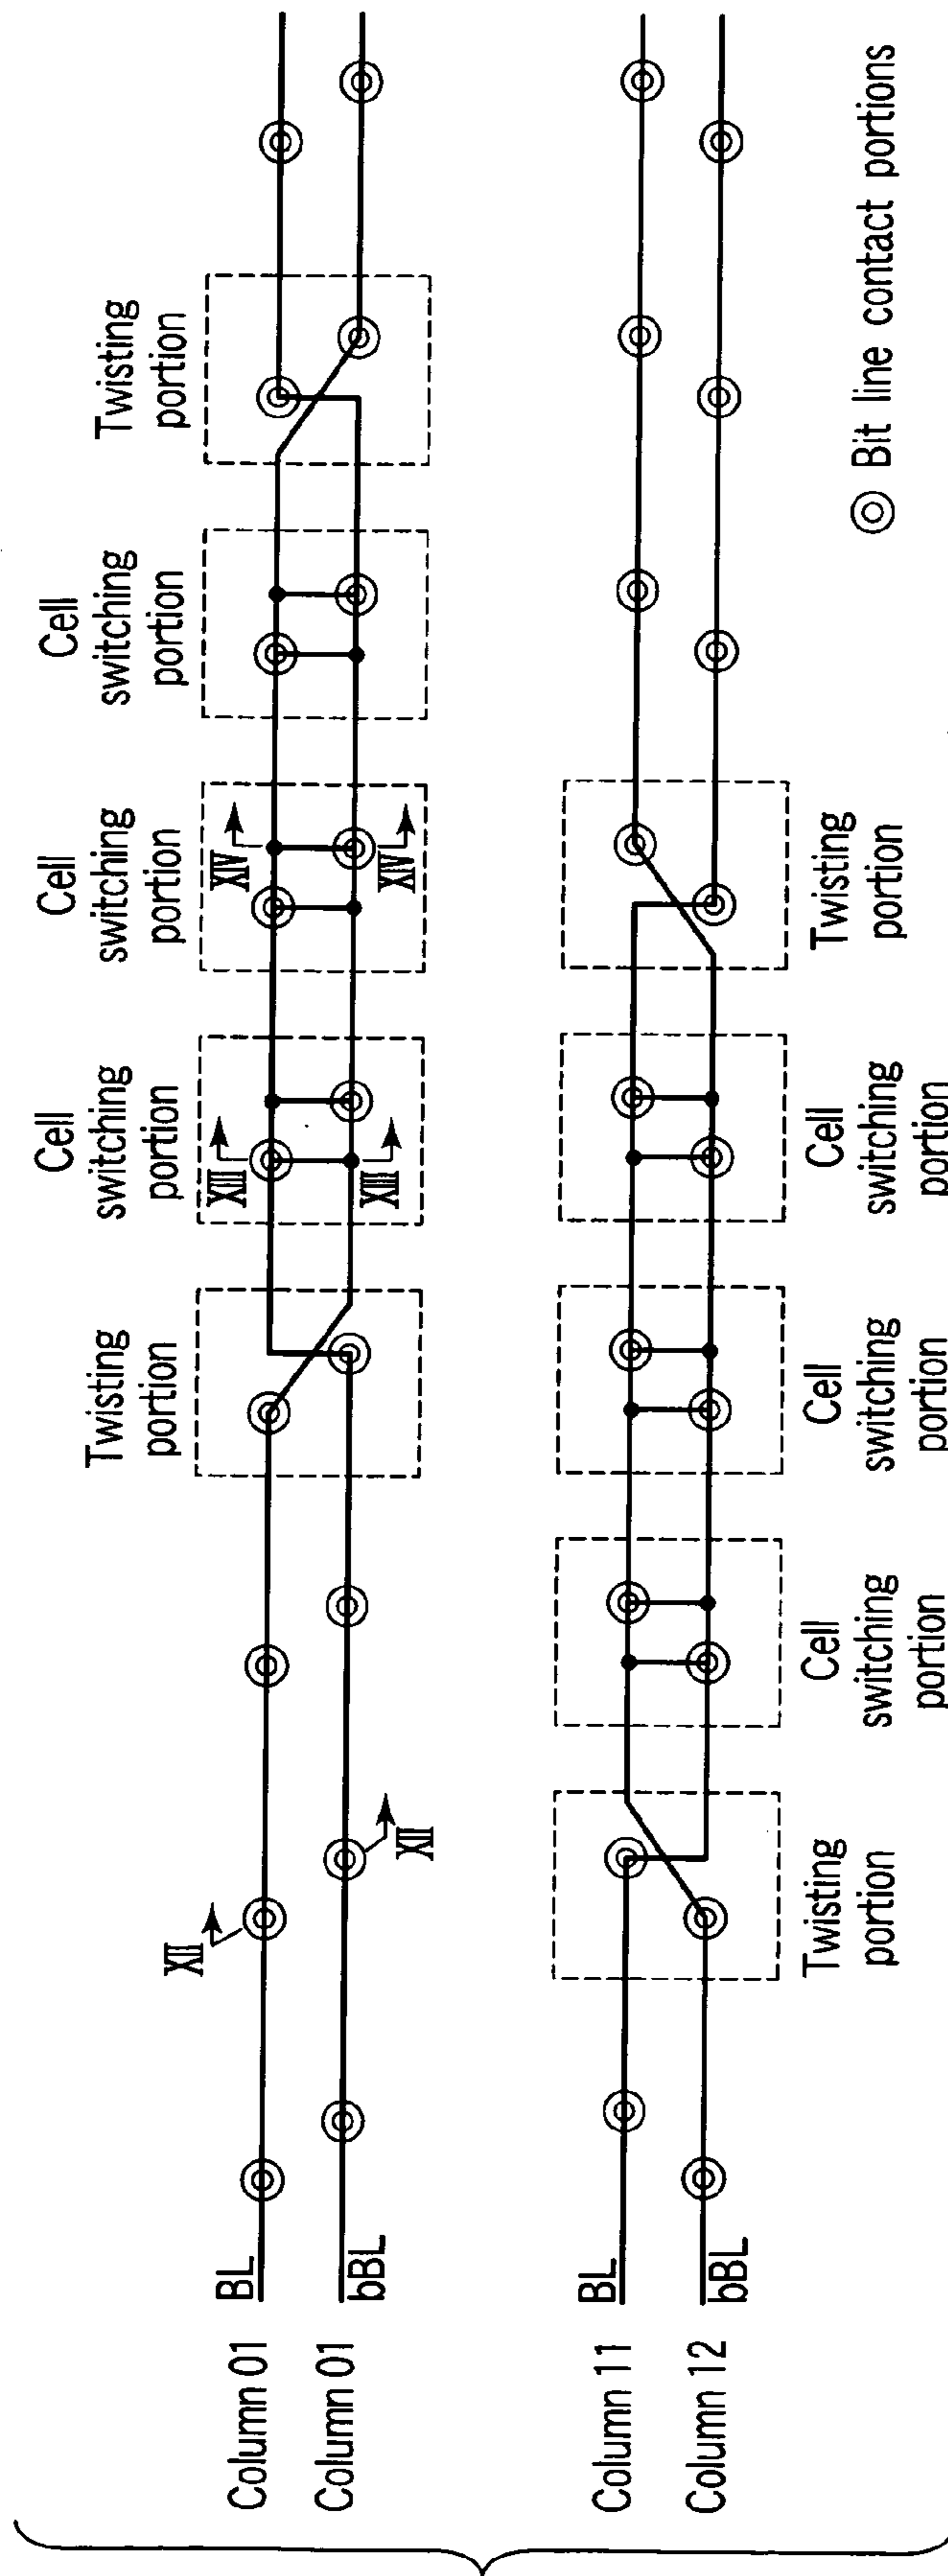 Twisting
portion
Cell
switching
portion
Cell
switching
portion
Cell
switching
portion
Twisting
portion
XII
XII
XIII
XIII
XIV
XIV
Column 01
BL
Column 01
bBL
Column 11
BL
Column 12
bBL
Twisting
portion
Cell
switching
portion
Cell
switching
portion
Cell
switching
portion
Twisting
portion
Bit line contact portions